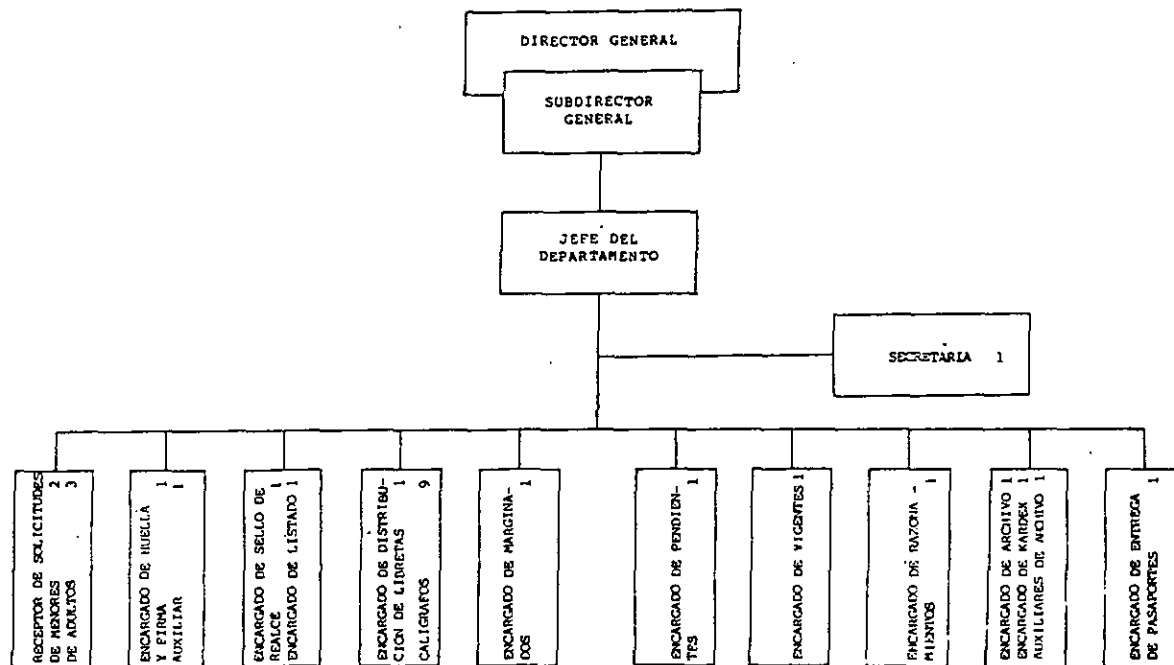 DIRECTOR GENERAL
SUBDIRECTOR
GENERAL
JEFE DEL
DEPARTAMENTO
SECRETARIA 1
RECEPTOR DE SOLICITUDES
DE MENORES 2
DE ADULTOS 3
ENCARGADO DE HUELLA 1
Y FIRMA
AUXILIAR 1
ENCARGADO DE SELLO DE
REALCE 1
ENCARGADO DE LISTADO 1
ENCARGADO DE DISTRIBU-
CION DE LIBRETAS 1
CALIGRAFOS 9
ENCARGADO DE MARGINA-
DOS 1
ENCARGADO DE PENDIEN-
TES 1
ENCARGADO DE VIGENTES 1
ENCARGADO DE RAZONA -
MIENTOS 1
ENCARGADO DE ARCHIVO 1
ENCARGADO DE KARDEX 1
AUXILIARES DE ARCHIVO 1
ENCARGADO DE ENTREGA
DE PASAPORTES 1